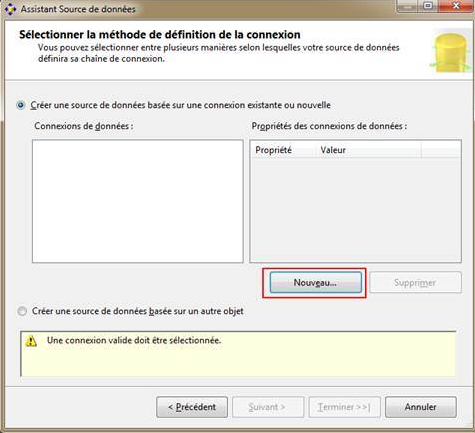 Assistant Source de données
Sélectionner la méthode de définition de la connexion
Vous pouvez sélectionner entre plusieurs manières selon lesquelles votre source de données
définira sa chaîne de connexion.
Créer une source de données basée sur une connexion existante ou nouvelle
Connexions de données :
Propriétés des connexions de données :
Propriété Valeur
Nouveau...
Supprimer
Créer une source de données basée sur un autre objet
Une connexion valide doit être sélectionnée.
< Précédent
Suivant >
Terminer >>|
Annuler